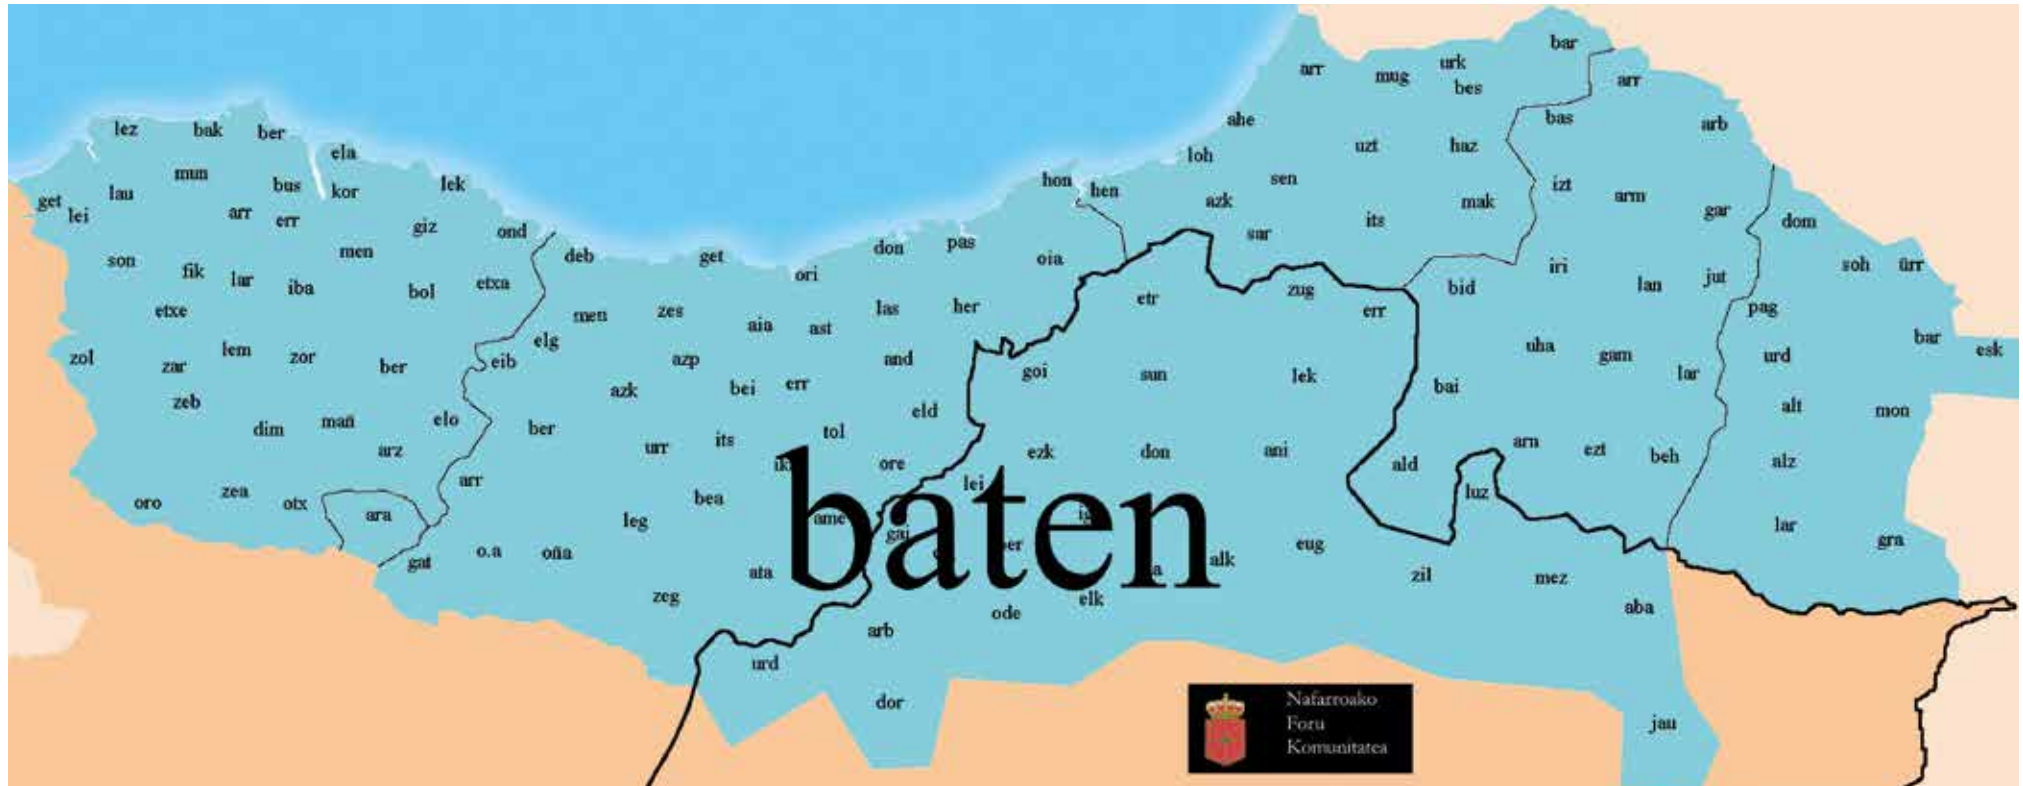 bar
urk
arr
mug
arr
bes
ahe
bas
arb
lez
bak
ber
ela
uzt
haz
loh
mun
sen
hon
hen
lau
bus
kor
lek
izt
arm
get
lei
arr
err
azk
its
mak
gar
dom
giz
ond
sar
son
men
deb
get
ori
don
pas
oia
fik
lar
iba
bol
etxa
iri
lan
jut
soh
ürr
etxe
men
zes
aia
ast
las
her
etr
zug
err
bid
pag
zol
zar
lem
zor
ber
elg
eib
azp
and
uha
gam
bar
esk
urd
zeb
azk
bei
err
goi
sun
lek
bai
lar
dim
mañ
elo
ber
eld
alt
mon
arz
urr
its
tol
ezk
don
ani
ald
arn
ezt
beh
alz
oro
zea
otx
ara
arr
bea
ore
lei
luz
baten
leg
ame
gai
lar
gra
gat
o.a
oña
ata
alk
eug
zil
mez
zeg
ode
elk
aba
arb
urd
dor
jau
Nafarroako
Foru
Komunitatea